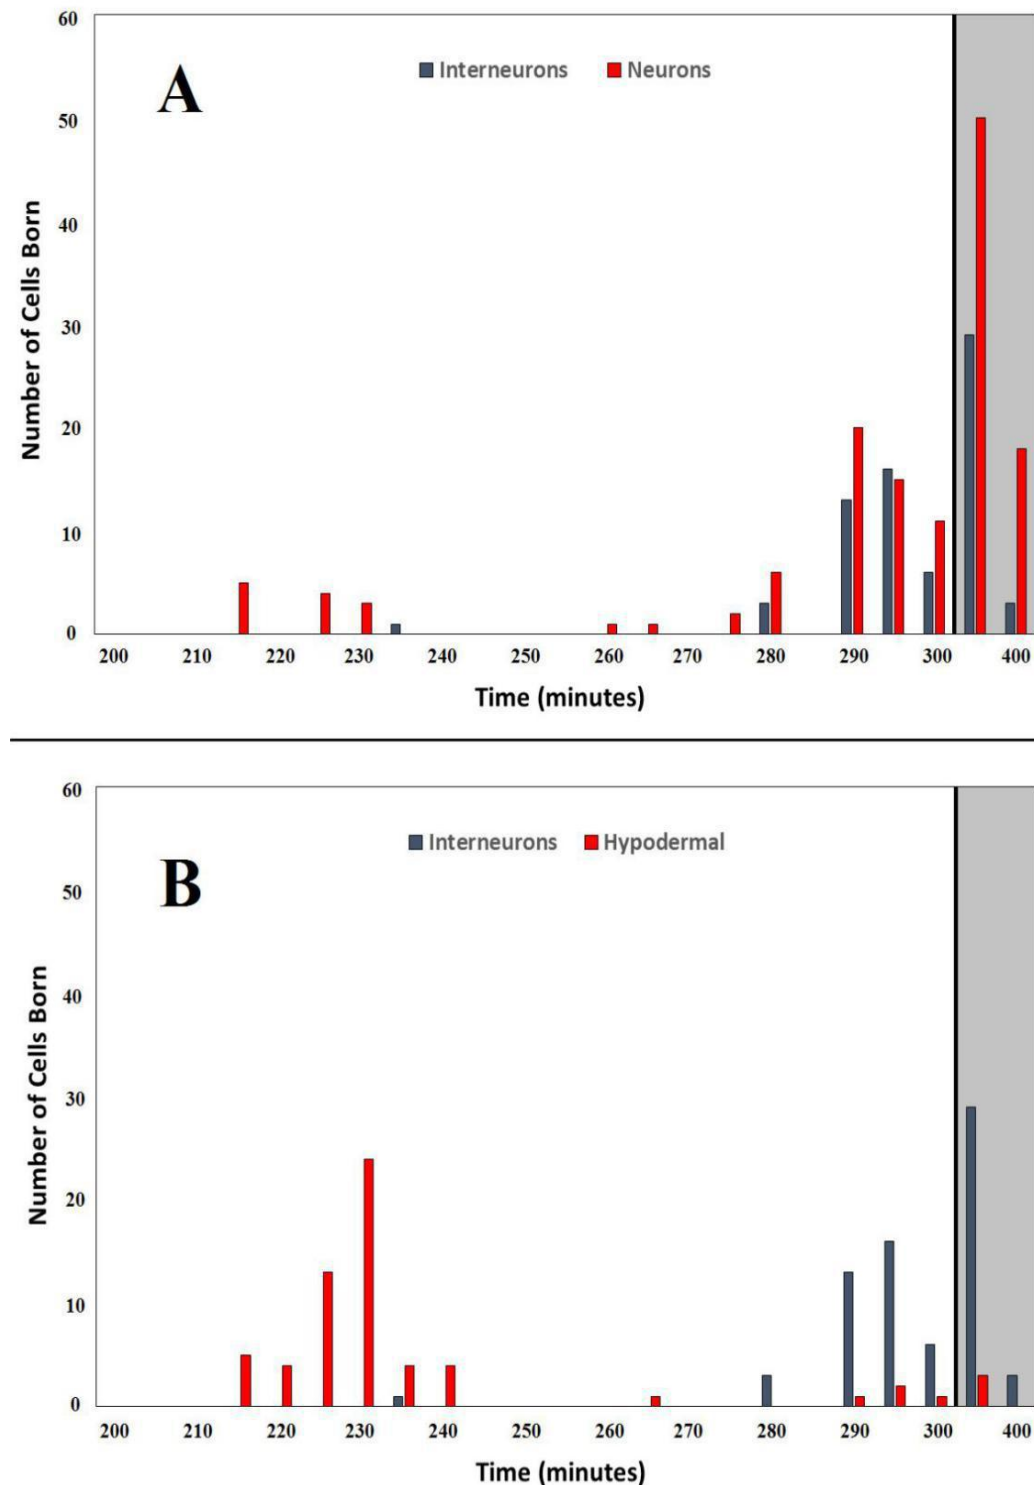 60
A
Interneurons Neurons
50
40
30
20
10
0
Number of Cells Born
200 210 220 230 240 250 260 270 280 290 300 400
Time (minutes)
60
Interneurons Hypodermal
B
50
40
30
20
10
0
Number of Cells Born
200 210 220 230 240 250 260 270 280 290 300 400
Time (minutes)